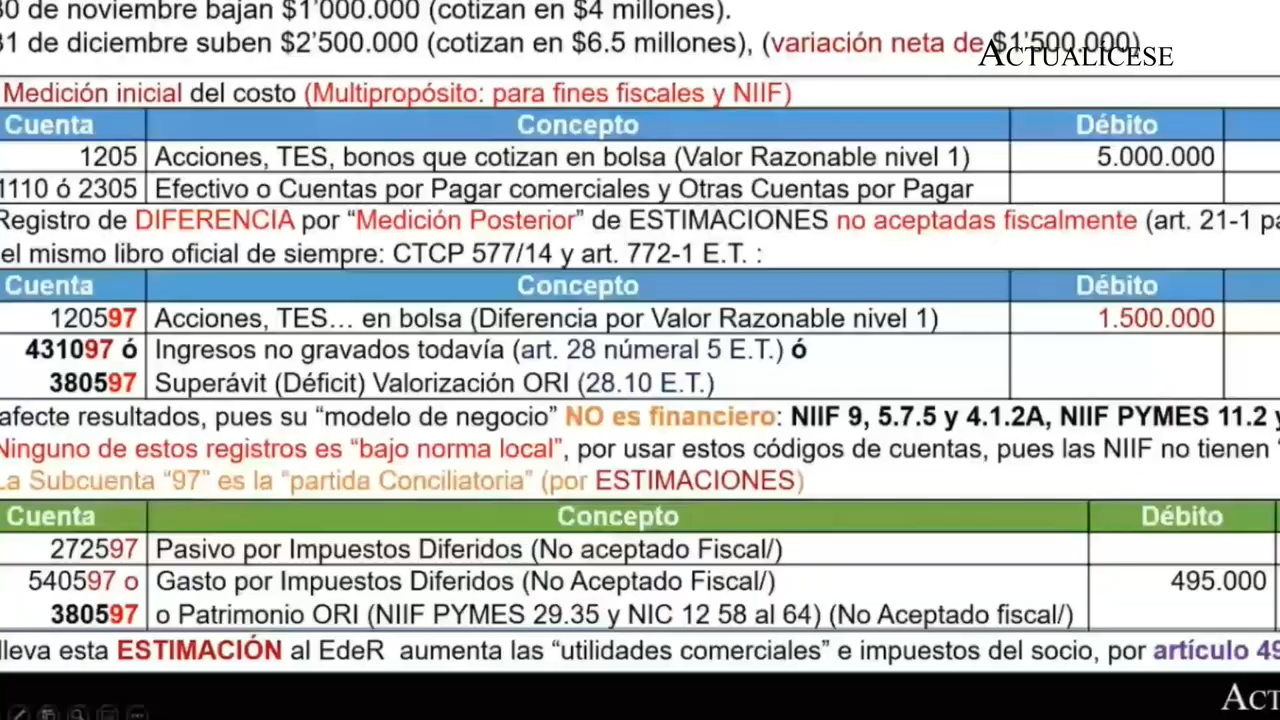 30 de noviembre bajan $1’000.000 (cotizan en $4 millones).
31 de diciembre suben $2’500.000 (cotizan en $6.5 millones), (variación neta de $1’500.000)
ACTUALÍCESE
Medición inicial del costo (Multipropósito: para fines fiscales y NIIF)
Cuenta Concepto Débito
1205 Acciones, TES, bonos que cotizan en bolsa (Valor Razonable nivel 1) 5.000.000
1110 ó 2305 Efectivo o Cuentas por Pagar comerciales y Otras Cuentas por Pagar
Registro de DIFERENCIA por “Medición Posterior” de ESTIMACIONES no aceptadas fiscalmente (art. 21-1 pa
el mismo libro oficial de siempre: CTCP 577/14 y art. 772-1 E.T. :
Cuenta Concepto Débito
120597 Acciones, TES… en bolsa (Diferencia por Valor Razonable nivel 1) 1.500.000
431097 ó Ingresos no gravados todavía (art. 28 númeral 5 E.T.) ó
380597 Superávit (Déficit) Valorización ORI (28.10 E.T.)
afecte resultados, pues su “modelo de negocio” NO es financiero: NIIF 9, 5.7.5 y 4.1.2A, NIIF PYMES 11.2 y
Ninguno de estos registros es “bajo norma local”, por usar estos códigos de cuentas, pues las NIIF no tienen “
La Subcuenta “97” es la “partida Conciliatoria” (por ESTIMACIONES)
Cuenta Concepto Débito
272597 Pasivo por Impuestos Diferidos (No aceptado Fiscal/)
540597 o Gasto por Impuestos Diferidos (No Aceptado Fiscal/) 495.000
380597 o Patrimonio ORI (NIIF PYMES 29.35 y NIC 12 58 al 64) (No Aceptado fiscal/)
lleva esta ESTIMACIÓN al EdeR aumenta las “utilidades comerciales” e impuestos del socio, por artículo 49
ACT